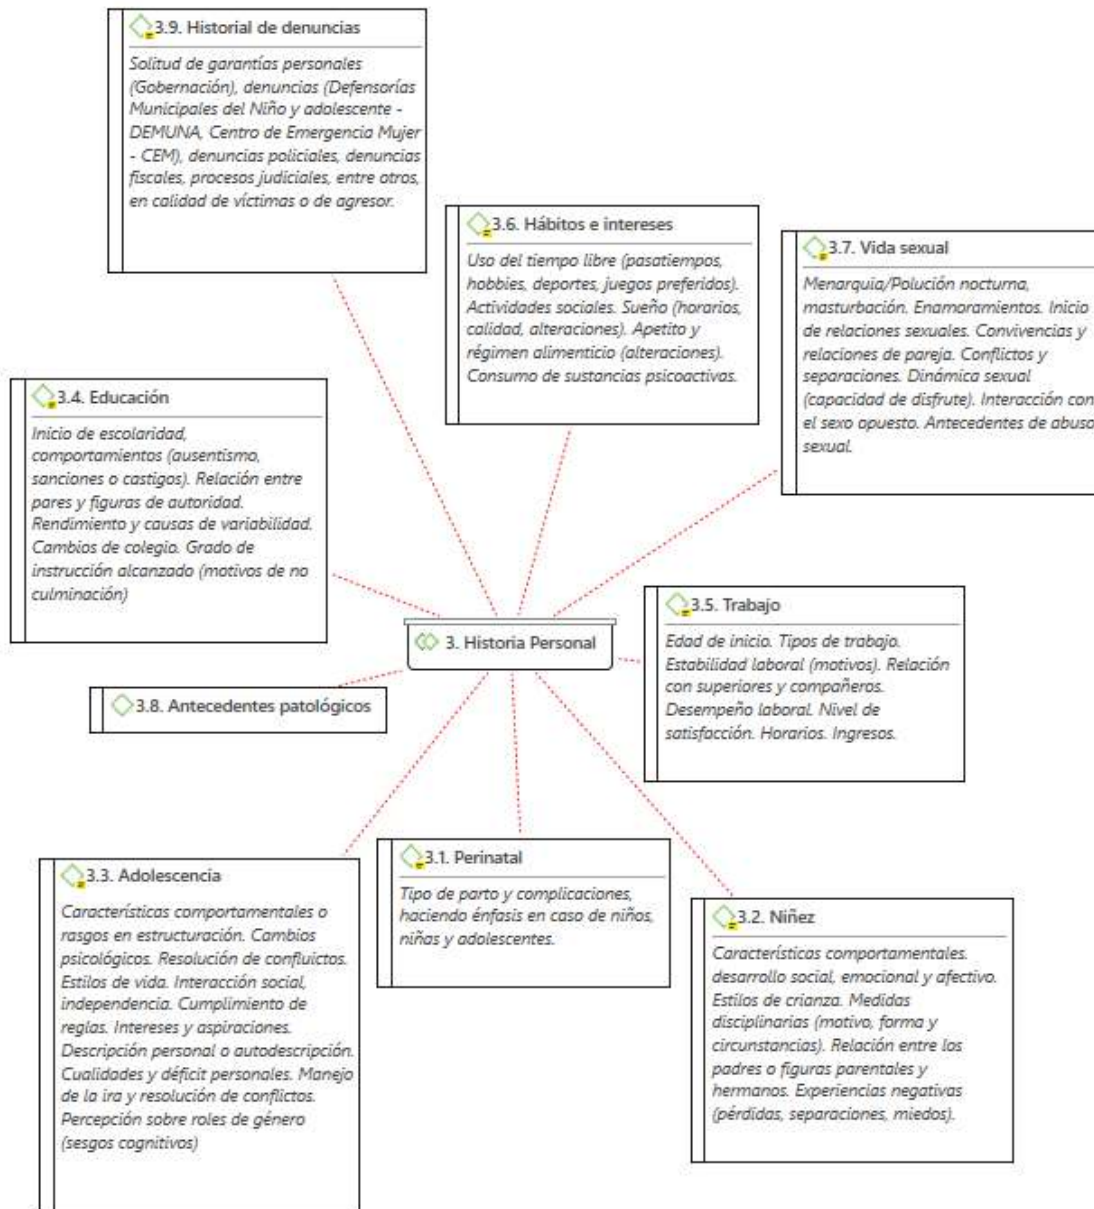 3.9. Historial de denuncias
Solitud de garantías personales
(Gobernación), denuncias (Defensorías
Municipales del Niño y adolescente -
DEMUNA, Centro de Emergencia Mujer
- CEM), denuncias policiales, denuncias
fiscales, procesos judiciales, entre otros,
en calidad de víctimas o de agresor.
3.6. Hábitos e intereses
Uso del tiempo libre (pasatiempos,
hobbies, deportes, juegos preferidos).
Actividades sociales. Sueño (horarios,
calidad, alteraciones). Apetito y
régimen alimenticio (alteraciones).
Consumo de sustancias psicoactivas.
3.7. Vida sexual
Menarquia/Polución nocturna,
masturbación. Enamoramientos. Inicio
de relaciones sexuales. Convivencias y
relaciones de pareja. Conflictos y
separaciones. Dinámica sexual
(capacidad de disfrute). Interacción con
el sexo opuesto. Antecedentes de abuso
sexual.
3.4. Educación
Inicio de escolaridad,
comportamientos (ausentismo,
sanciones o castigos). Relación entre
pares y figuras de autoridad.
Rendimiento y causas de variabilidad.
Cambios de colegio. Grado de
instrucción alcanzado (motivos de no
culminación)
3. Historia Personal
3.5. Trabajo
Edad de inicio. Tipos de trabajo.
Estabilidad laboral (motivos). Relación
con superiores y compañeros.
Desempeño laboral. Nivel de
satisfacción. Horarios. Ingresos.
3.8. Antecedentes patológicos
3.3. Adolescencia
Características comportamentales o
rasgos en estructuración. Cambios
psicológicos. Resolución de confluictos.
Estilos de vida. Interacción social,
independencia. Cumplimiento de
reglas. Intereses y aspiraciones.
Descripción personal o autodescripción.
Cualidades y déficit personales. Manejo
de la ira y resolución de conflictos.
Percepción sobre roles de género
(sesgos cognitivos)
3.1. Perinatal
Tipo de parto y complicaciones,
haciendo énfasis en caso de niños,
niñas y adolescentes.
3.2. Niñez
Características comportamentales.
desarrollo social, emocional y afectivo.
Estilos de crianza. Medidas
disciplinarias (motivo, forma y
circunstancias). Relación entre los
padres o figuras parentales y
hermanos. Experiencias negativas
(pérdidas, separaciones, miedos).